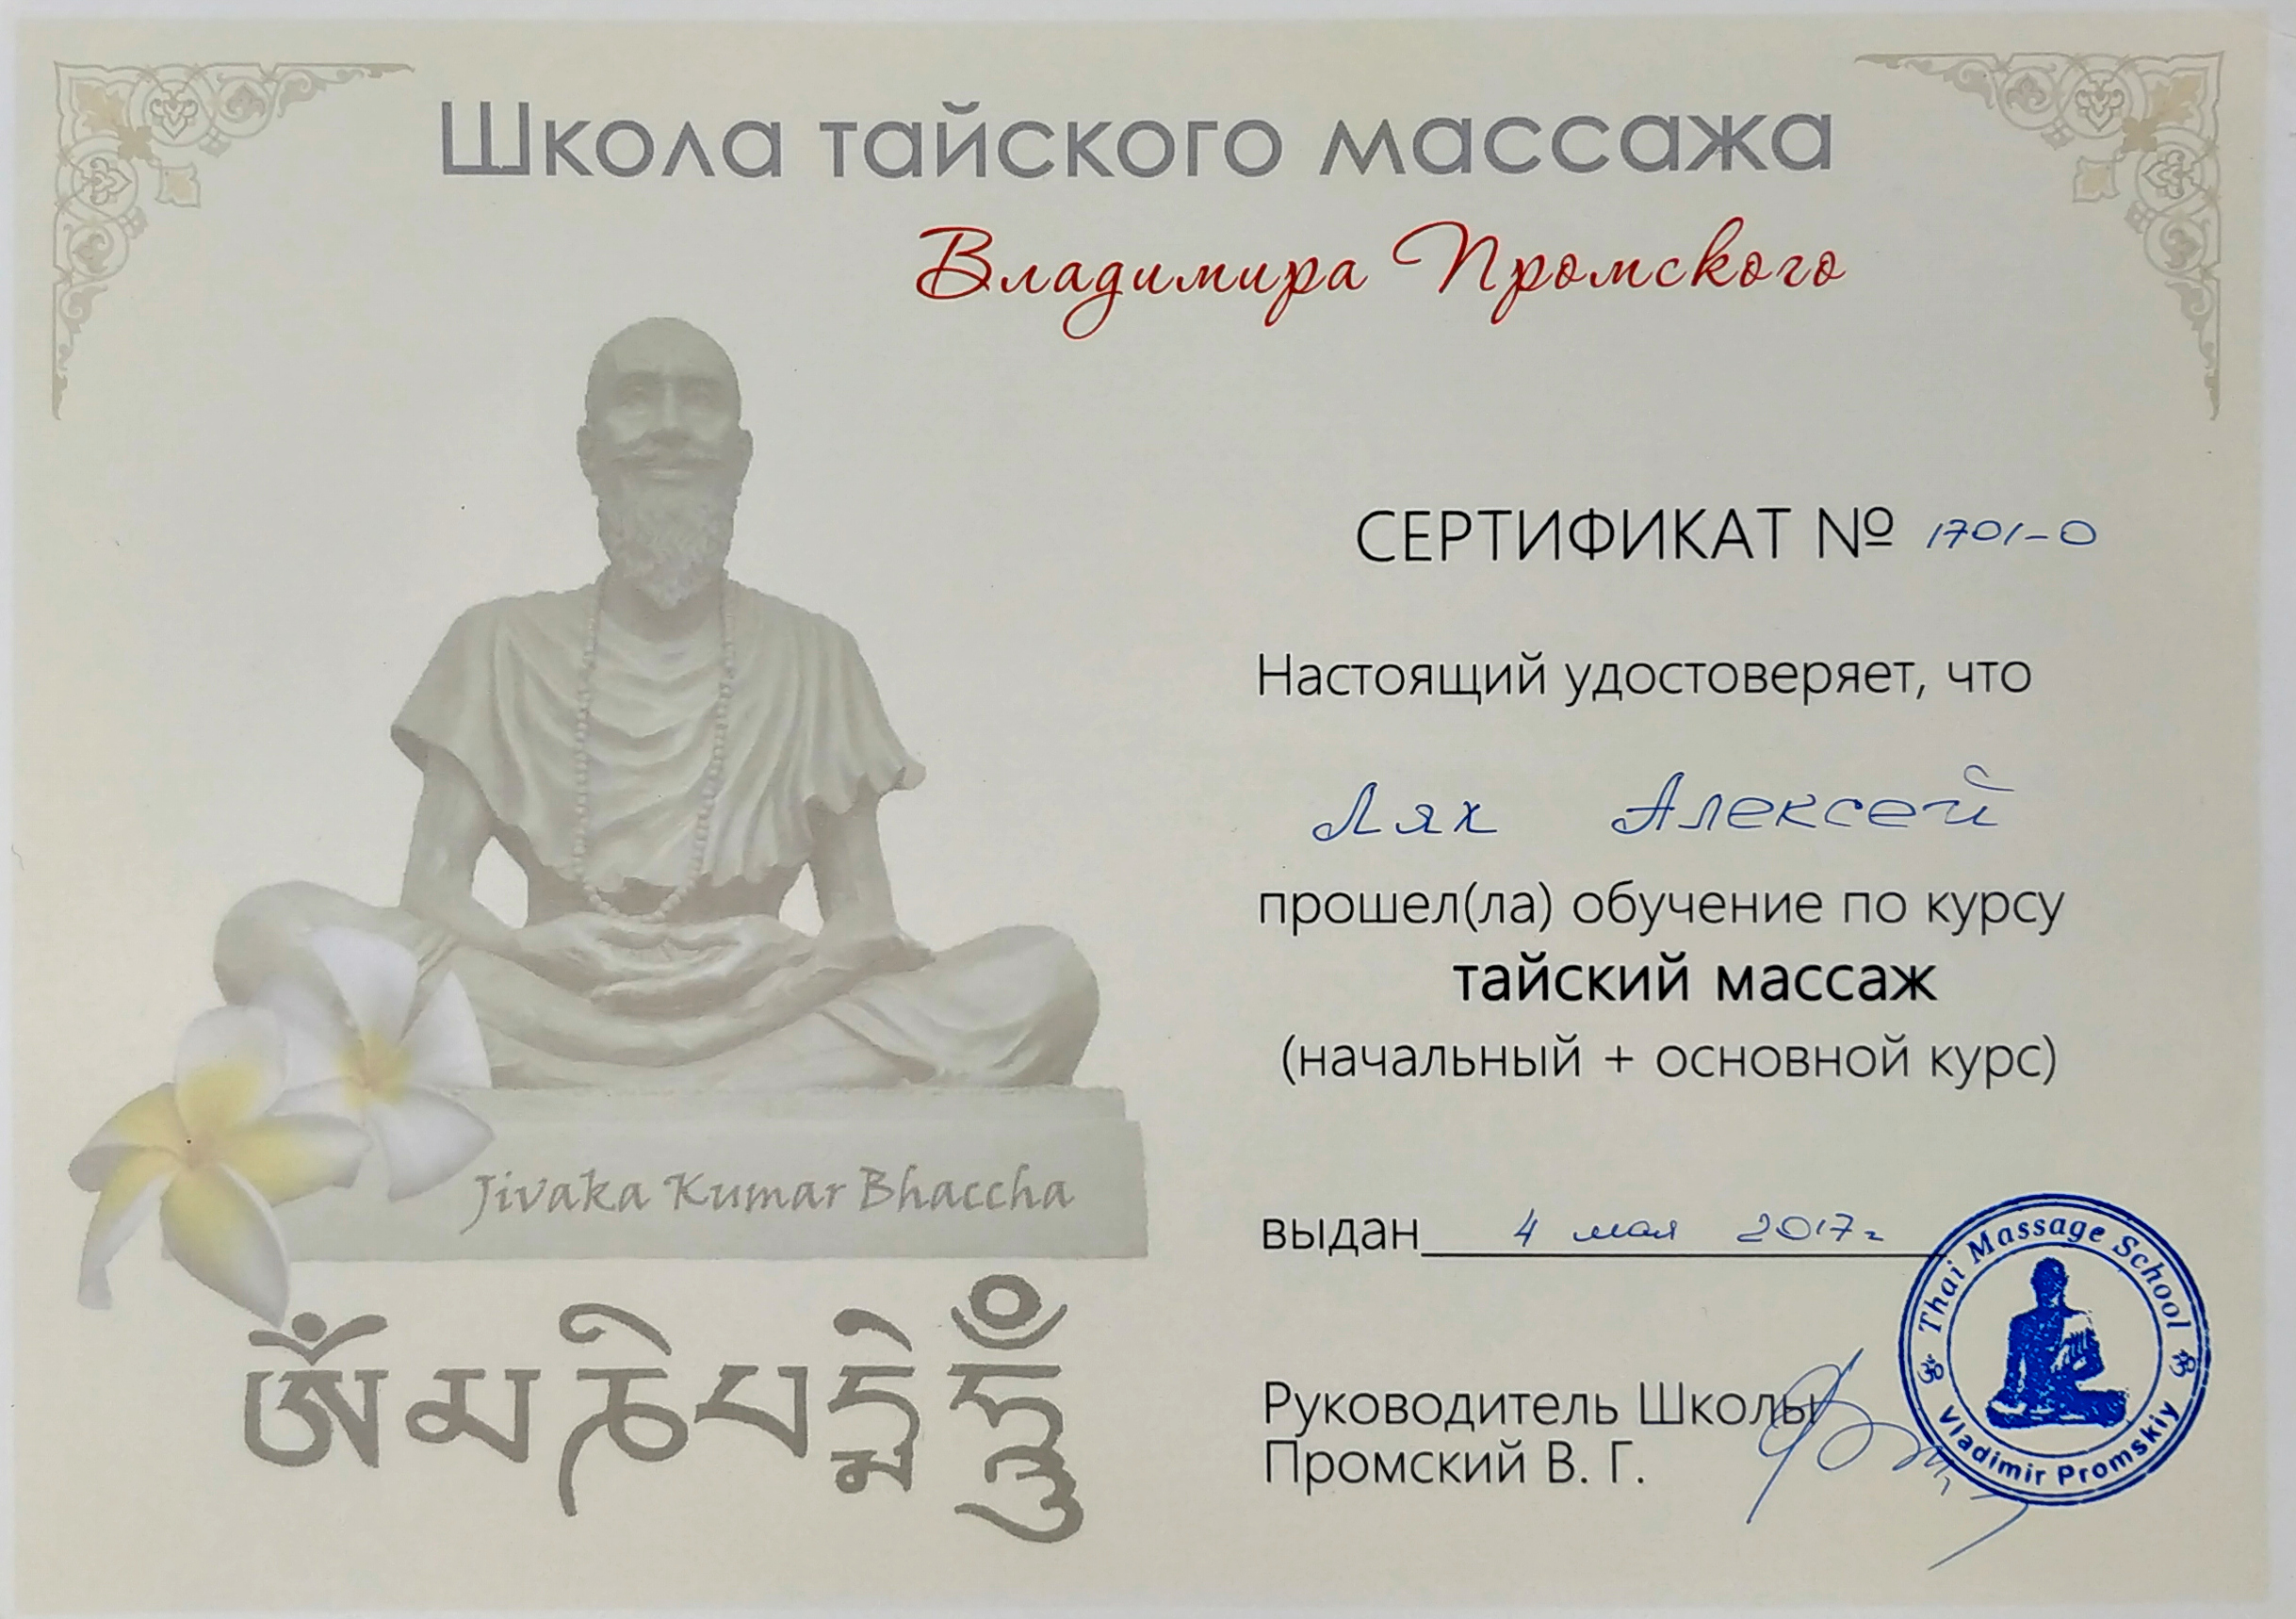 Школа тайского массажа
Владимира Промского
СЕРТИФИКАТ № 1701-0
Настоящий удостоверяет, что
Лях Алексей
прошел(ла) обучение по курсу
тайский массаж
(начальный + основной курс)
Jivaka Kumar Bhaccha
выдан 4 мая 2017г
ॐ Thai Massage School ॐ
Vladimir Promskiy
ༀམཎིཔདྨེཧཱུྃ
Руководитель Школы
Промский В. Г.